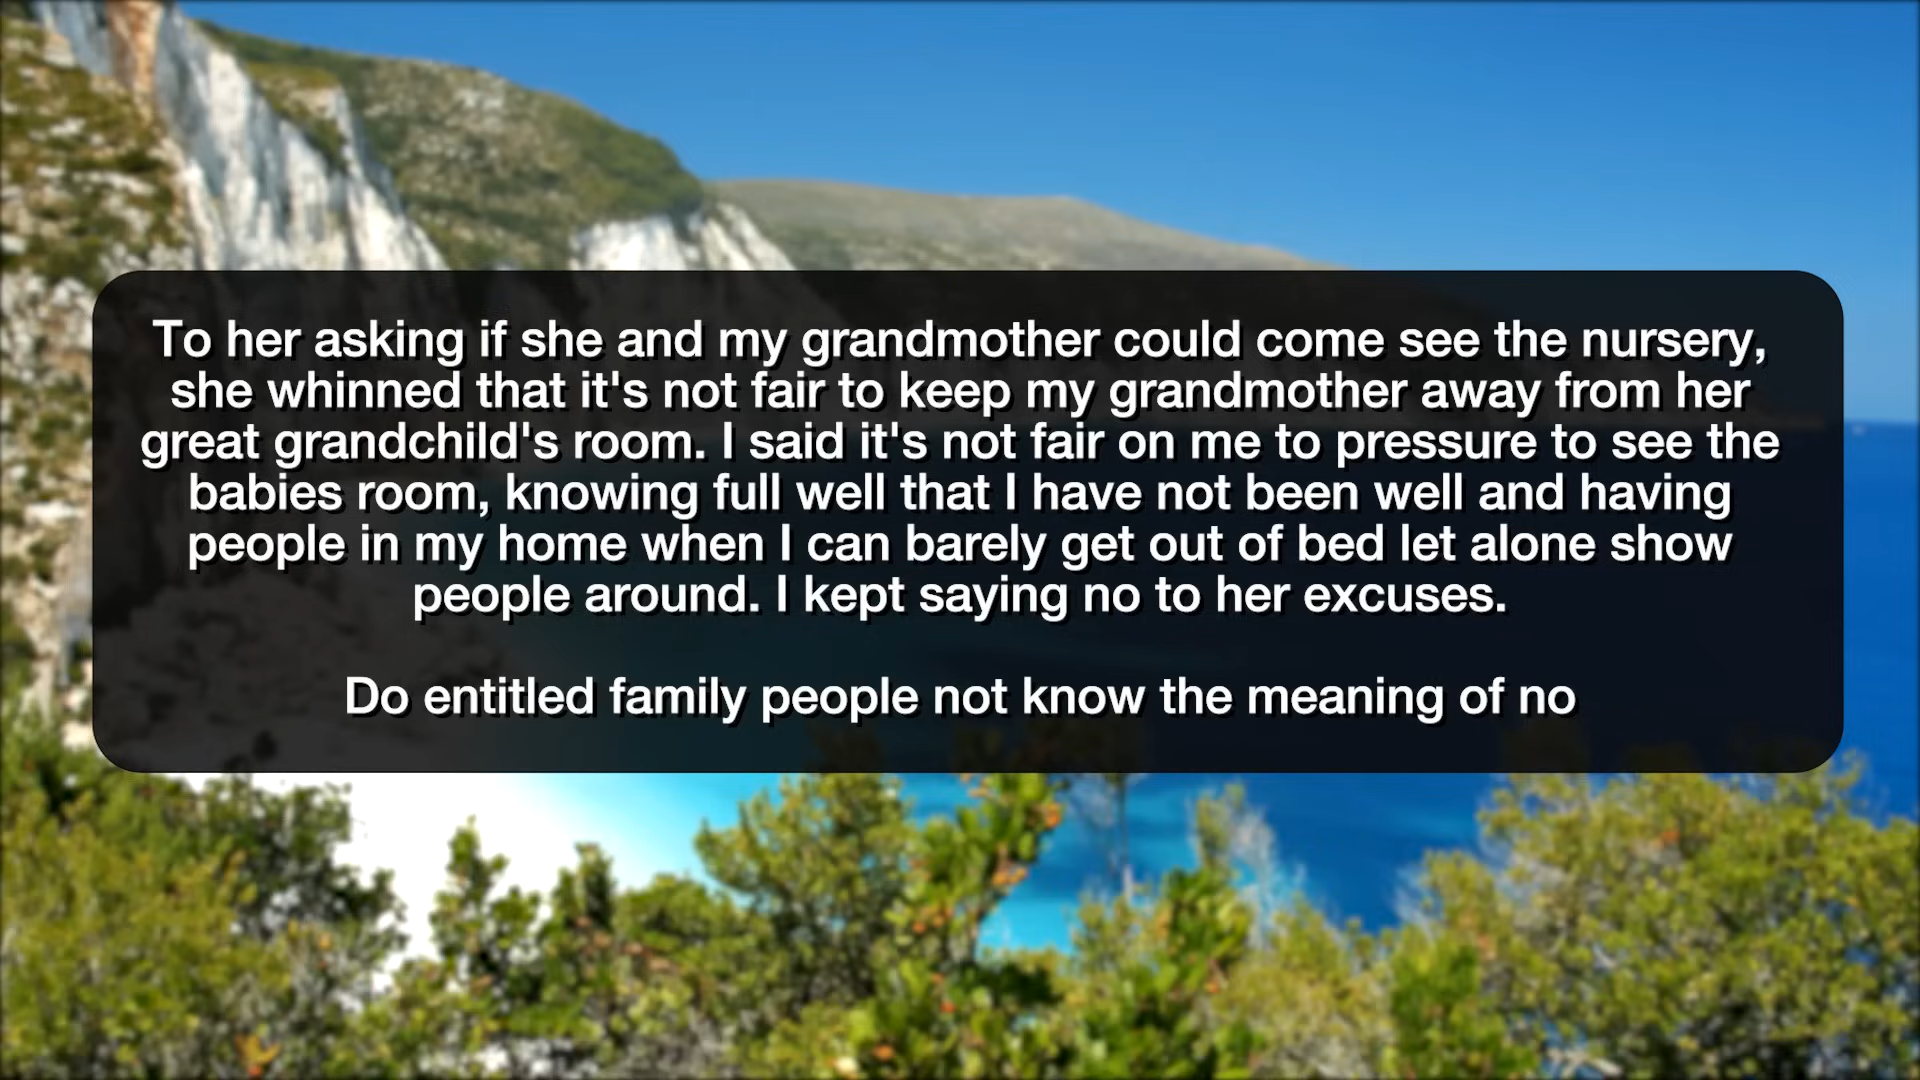 To her asking if she and my grandmother could come see the nursery,
she whinned that it's not fair to keep my grandmother away from her
great grandchild's room. I said it's not fair on me to pressure to see the
babies room, knowing full well that I have not been well and having
people in my home when I can barely get out of bed let alone show
people around. I kept saying no to her excuses.
Do entitled family people not know the meaning of no